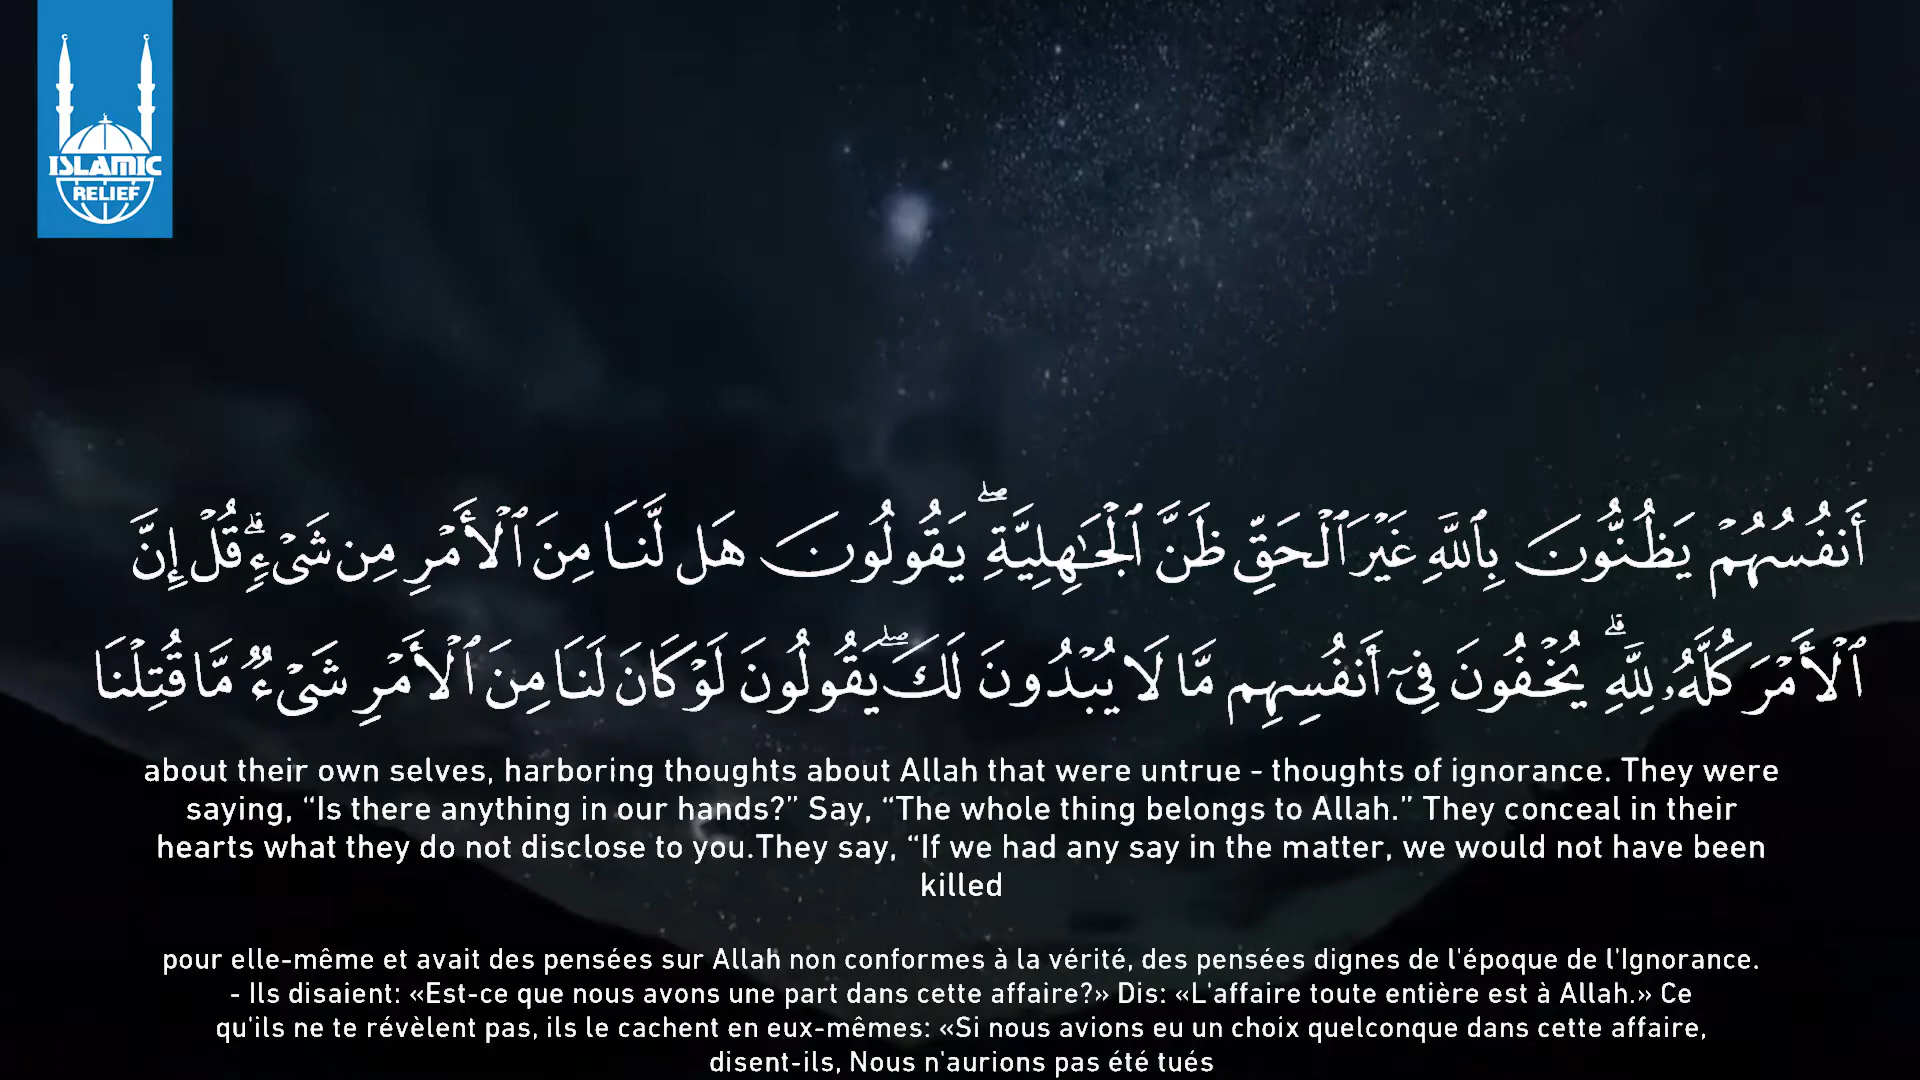 ISLAMIC
RELIEF
أَنفُسُهُمۡ يَظُنُّونَ بِٱللَّهِ غَيۡرَ ٱلۡحَقِّ ظَنَّ ٱلۡجَٰهِلِيَّةِۖ يَقُولُونَ هَل لَّنَا مِنَ ٱلۡأَمۡرِ مِن شَيۡءٖۗ قُلۡ إِنَّ
ٱلۡأَمۡرَ كُلَّهُۥ لِلَّهِۗ يُخۡفُونَ فِيٓ أَنفُسِهِم مَّا لَا يُبۡدُونَ لَكَۖ يَقُولُونَ لَوۡ كَانَ لَنَا مِنَ ٱلۡأَمۡرِ شَيۡءٞ مَّا قُتِلۡنَا
about their own selves, harboring thoughts about Allah that were untrue - thoughts of ignorance. They were
saying, “Is there anything in our hands?” Say, “The whole thing belongs to Allah.” They conceal in their
hearts what they do not disclose to you.They say, “If we had any say in the matter, we would not have been
killed
pour elle-même et avait des pensées sur Allah non conformes à la vérité, des pensées dignes de l'époque de l'Ignorance.
- Ils disaient: «Est-ce que nous avons une part dans cette affaire?» Dis: «L'affaire toute entière est à Allah.» Ce
qu'ils ne te révèlent pas, ils le cachent en eux-mêmes: «Si nous avions eu un choix quelconque dans cette affaire,
disent-ils, Nous n'aurions pas été tués